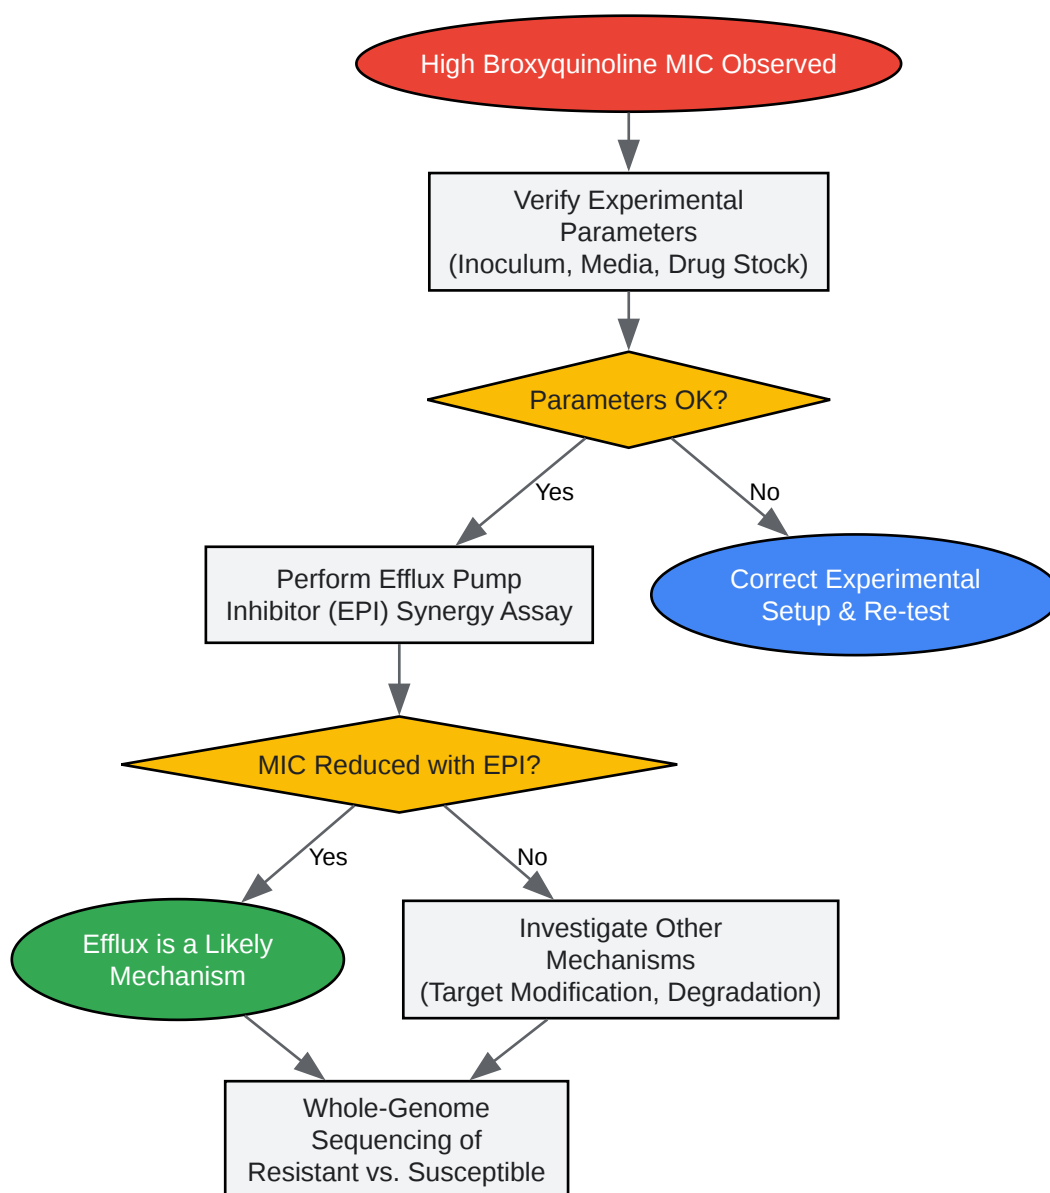 High Broxyquinoline MIC Observed
Verify Experimental
Parameters
(Inoculum, Media, Drug Stock)
Parameters OK?
Yes
No
Perform Efflux Pump
Inhibitor (EPI) Synergy Assay
Correct Experimental
Setup & Re-test
MIC Reduced with EPI?
Yes
No
Efflux is a Likely
Mechanism
Investigate Other
Mechanisms
(Target Modification, Degradation)
Whole-Genome
Sequencing of
Resistant vs. Susceptible